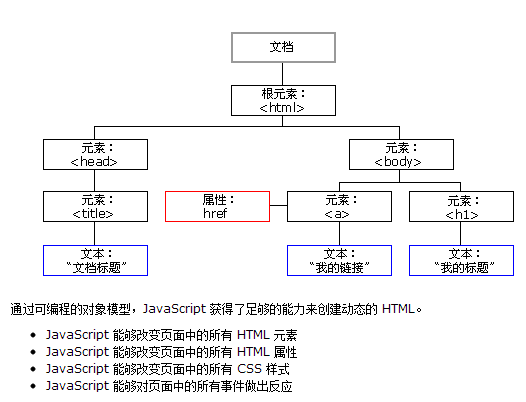 文档
根元素：
<html>
元素：
<head>
元素：
<body>
元素：
<title>
属性：
href
元素：
<a>
元素：
<h1>
文本：
“文档标题”
文本：
“我的链接”
文本：
“我的标题”
通过可编程的对象模型，JavaScript 获得了足够的能力来创建动态的 HTML。
• JavaScript 能够改变页面中的所有 HTML 元素
• JavaScript 能够改变页面中的所有 HTML 属性
• JavaScript 能够改变页面中的所有 CSS 样式
• JavaScript 能够对页面中的所有事件做出反应